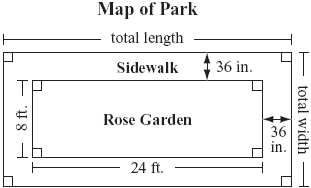 Map of Park
total length
Sidewalk
36 in.
8 ft.
Rose Garden
36
in.
total width
24 ft.